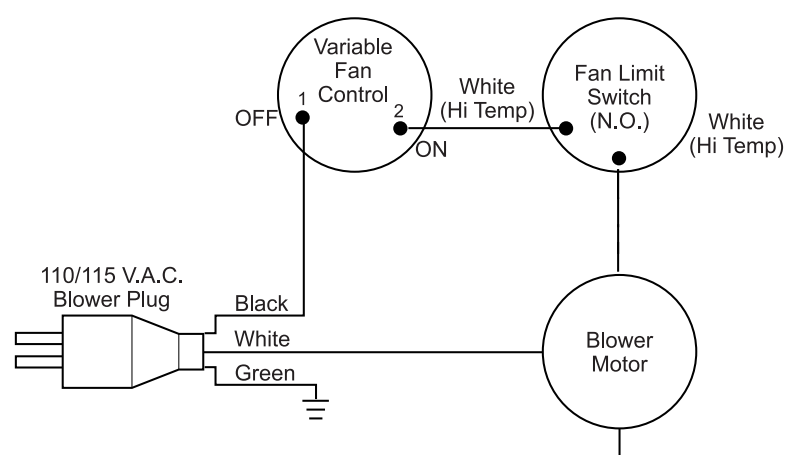 Variable
Fan
Control
1
2
OFF
ON
White
(Hi Temp)
Fan Limit
Switch
(N.O.)
White
(Hi Temp)
110/115 V.A.C.
Blower Plug
Black
White
Green
Blower
Motor